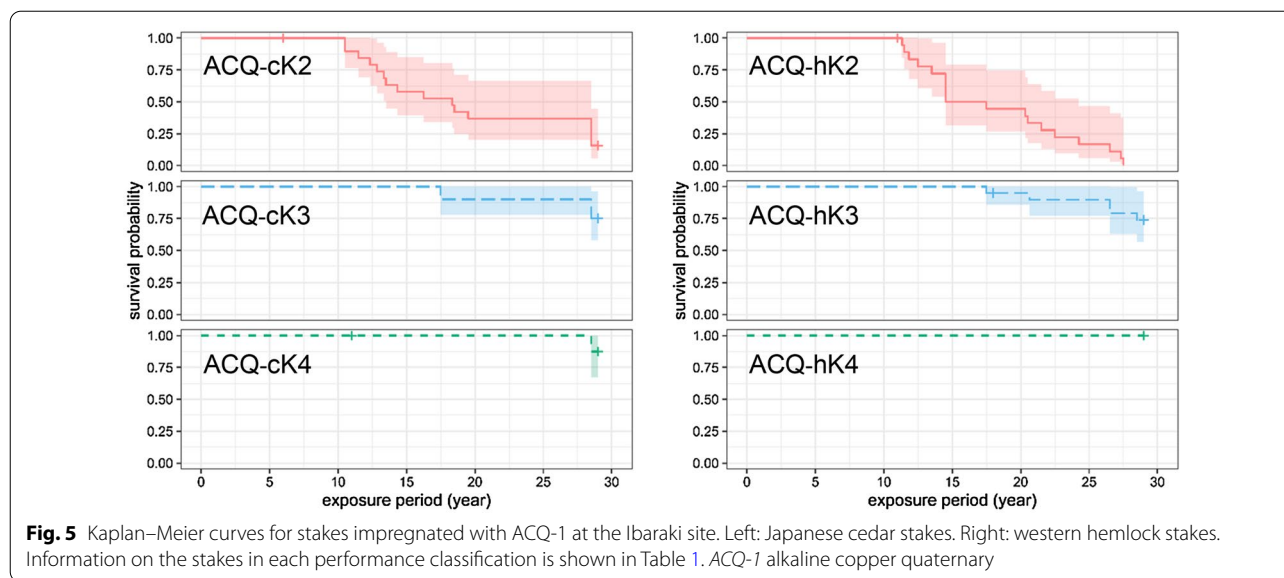 1.00
0.75
0.50
0.25
0.00
ACQ-cK2
1.00
0.75
0.50
0.25
0.00
ACQ-hK2
survival probability
1.00
0.75
0.50
0.25
0.00
ACQ-cK3
survival probability
1.00
0.75
0.50
0.25
0.00
ACQ-hK3
1.00
0.75
0.50
0.25
0.00
ACQ-cK4
1.00
0.75
0.50
0.25
0.00
ACQ-hK4
0 5 10 15 20 25 30
exposure period (year)
0 5 10 15 20 25 30
exposure period (year)
Fig. 5 Kaplan–Meier curves for stakes impregnated with ACQ-1 at the Ibaraki site. Left: Japanese cedar stakes. Right: western hemlock stakes.
Information on the stakes in each performance classification is shown in Table 1. ACQ-1 alkaline copper quaternary